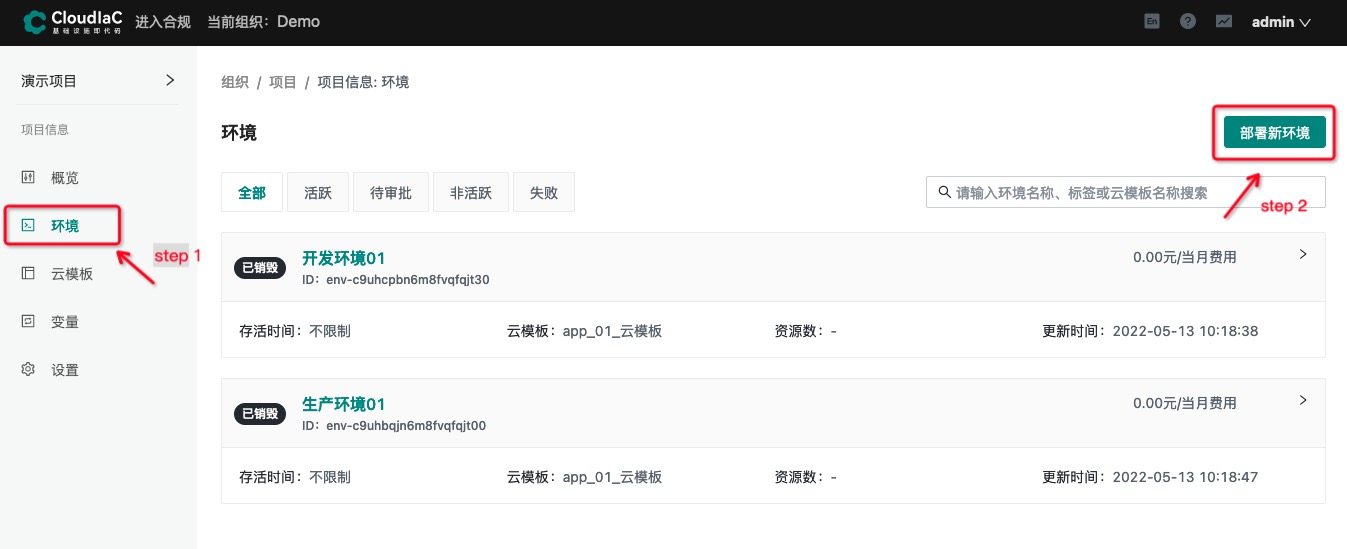 CloudIaC
基础设施即代码
进入合规 当前组织：Demo
En ? admin
演示项目
项目信息
概览
环境
step 1
云模板
变量
设置
组织 / 项目 / 项目信息: 环境
环境
部署新环境
step 2
全部 活跃 待审批 非活跃 失败
请输入环境名称、标签或云模板名称搜索
已销毁 开发环境01 0.00元/当月费用
ID：env-c9uhcpbn6m8fvqfqjt30
存活时间：不限制 云模板：app_01_云模板 资源数：- 更新时间：2022-05-13 10:18:38
已销毁 生产环境01 0.00元/当月费用
ID：env-c9uhbqjn6m8fvqfqjt00
存活时间：不限制 云模板：app_01_云模板 资源数：- 更新时间：2022-05-13 10:18:47